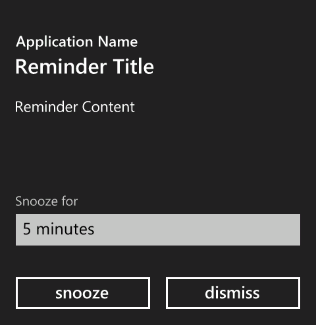 Application Name
Reminder Title
Reminder Content
Snooze for
5 minutes
snooze dismiss